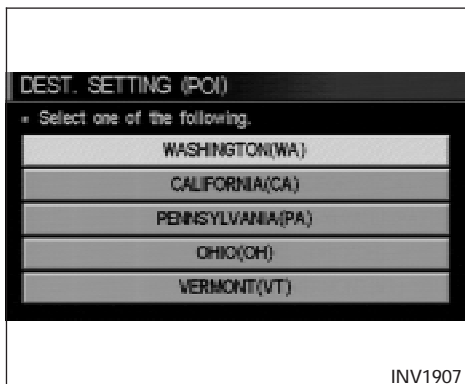 DEST. SETTING (POI)
Select one of the following.
WASHINGTON(WA)
CALIFORNIA(CA)
PENNSYLVANIA(PA)
OHIO(OH)
VERMONT(VT)
INV1907